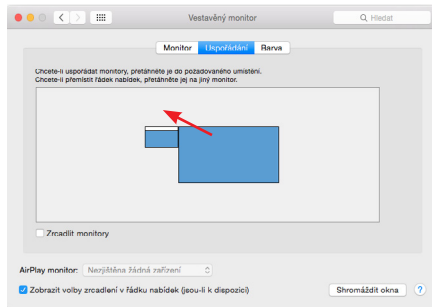 Vestavěný monitor
Hledat
Monitor Uspořádání Barva
Chcete-li uspořádat monitory, přetáhněte je do požadovaného umístění.
Chcete-li přemístit řádek nabídek, přetáhněte jej na jiný monitor.
Zrcadlit monitory
AirPlay monitor: Nezjištěna žádná zařízení
Zobrazit volby zrcadlení v řádku nabídek (jsou-li k dispozici)
Shromáždit okna ?